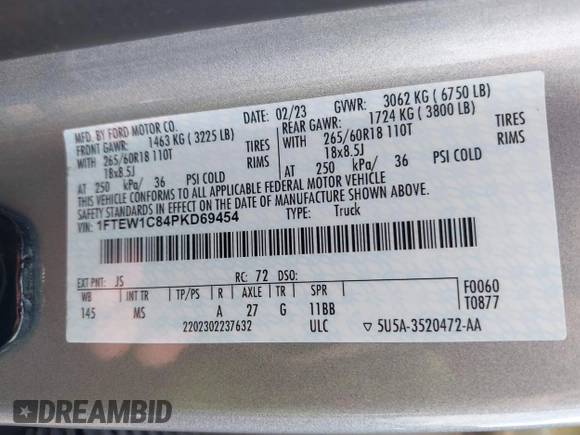 MFD. BY FORD MOTOR CO.
DATE: 02/23 GVWR: 3062 KG ( 6750 LB)
FRONT GAWR: 1463 KG ( 3225 LB) REAR GAWR: 1724 KG ( 3800 LB)
WITH 265/60R18 110T TIRES WITH 265/60R18 110T TIRES
18x8.5J RIMS 18x8.5J RIMS
AT 250 kPa/ 36 PSI COLD AT 250 kPa/ 36 PSI COLD
THIS VEHICLE CONFORMS TO ALL APPLICABLE FEDERAL MOTOR VEHICLE
SAFETY AND THEFT PREVENTION STANDARDS IN EFFECT ON THE DATE OF MANUFACTURE SHOWN ABOVE.
VIN: 1FTEW1C84PKD69454 TYPE: Truck
EXT PNT: JS RC: 72 DSO:
WB INT TR TP/PS R AXLE TR SPR F0060
145 MS A 27 G 11BB T0877
2202302237632 ULC ▽ 5U5A-3520472-AA
DREAMBID